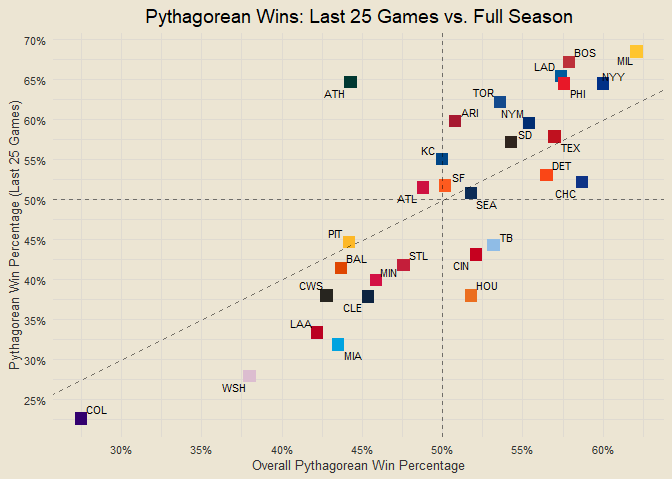 Pythagorean Wins: Last 25 Games vs. Full Season
Pythagorean Win Percentage (Last 25 Games)
70%
65%
60%
55%
50%
45%
40%
35%
30%
25%
BOS
MIL
LAD
NYY
ATH
PHI
TOR
ARI
NYM
SD
TEX
KC
DET
SF
CHC
ATL
SEA
PIT
TB
BAL
STL
CIN
MIN
CWS
HOU
CLE
LAA
MIA
WSH
COL
30%
35%
40%
45%
50%
55%
60%
Overall Pythagorean Win Percentage